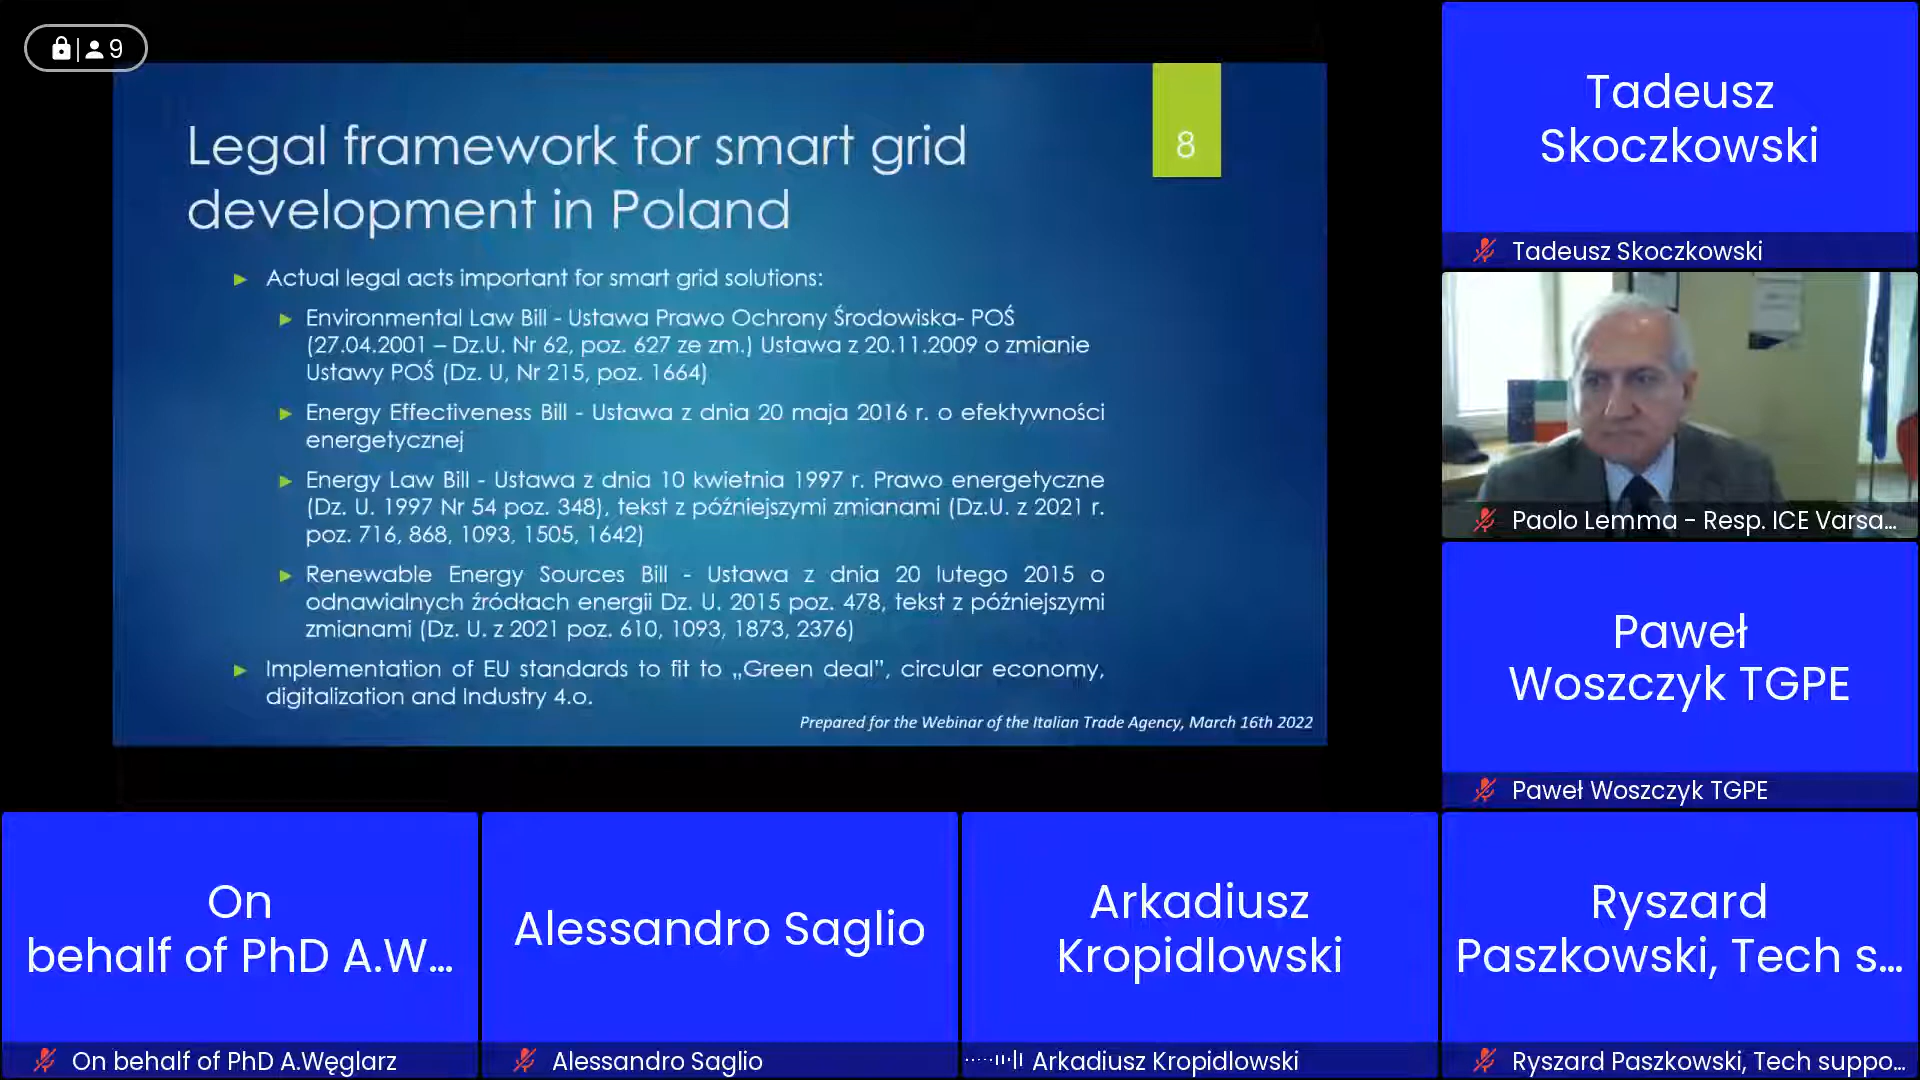 9
Legal framework for smart grid
development in Poland
8
Actual legal acts important for smart grid solutions:
Environmental Law Bill - Ustawa Prawo Ochrony Środowiska- POŚ
(27.04.2001 – Dz.U. Nr 62, poz. 627 ze zm.) Ustawa z 20.11.2009 o zmianie
Ustawy POŚ (Dz. U, Nr 215, poz. 1664)
Energy Effectiveness Bill - Ustawa z dnia 20 maja 2016 r. o efektywności
energetycznej
Energy Law Bill - Ustawa z dnia 10 kwietnia 1997 r. Prawo energetyczne
(Dz. U. 1997 Nr 54 poz. 348), tekst z późniejszymi zmianami (Dz.U. z 2021 r.
poz. 716, 868, 1093, 1505, 1642)
Renewable Energy Sources Bill - Ustawa z dnia 20 lutego 2015 o
odnawialnych źródłach energii Dz. U. 2015 poz. 478, tekst z późniejszymi
zmianami (Dz. U. z 2021 poz. 610, 1093, 1873, 2376)
Implementation of EU standards to fit to „Green deal”, circular economy,
digitalization and Industry 4.o.
Prepared for the Webinar of the Italian Trade Agency, March 16th 2022
Tadeusz
Skoczkowski
Tadeusz Skoczkowski
Paolo Lemma - Resp. ICE Varsa...
Paweł
Woszczyk TGPE
Paweł Woszczyk TGPE
On
behalf of PhD A.W...
On behalf of PhD A.Węglarz
Alessandro Saglio
Alessandro Saglio
Arkadiusz
Kropidlowski
Arkadiusz Kropidlowski
Ryszard
Paszkowski, Tech s...
Ryszard Paszkowski, Tech suppo...